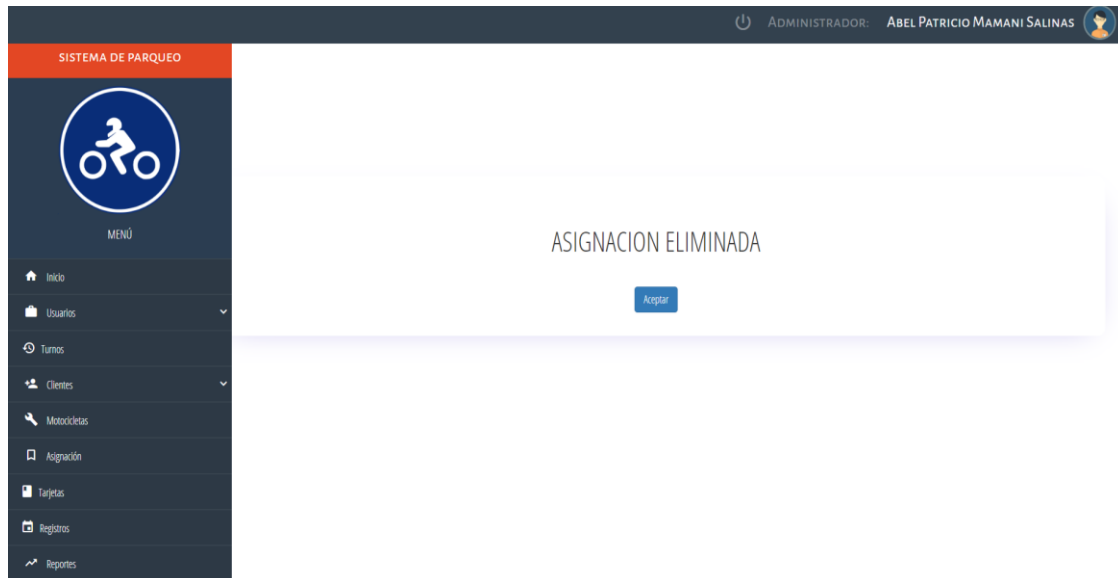 ADMINISTRADOR: ABEL PATRICIO MAMANI SALINAS
SISTEMA DE PARQUEO
MENÚ
Inicio
Usuarios
Turnos
Clientes
Motocicletas
Asignación
Tarjetas
Registros
Reportes
ASIGNACION ELIMINADA
Aceptar